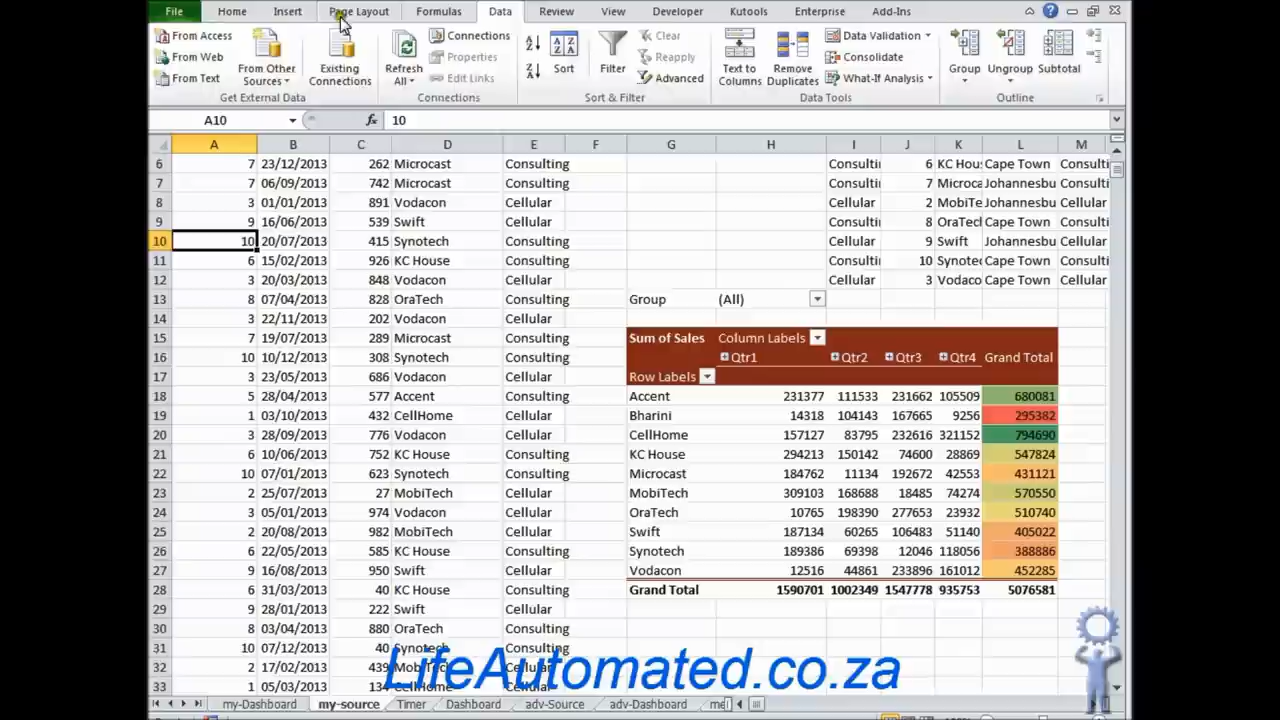 File Home Insert Page Layout Formulas Data Review View Developer Kutools Enterprise Add-Ins
From Access
From Web
From Text
From Other Sources
Existing Connections
Get External Data
Refresh All
Connections
Properties
Edit Links
Connections
Sort
Filter
Clear
Reapply
Advanced
Sort & Filter
Text to Columns
Remove Duplicates
Data Validation
Consolidate
What-If Analysis
Data Tools
Group
Ungroup
Subtotal
Outline
A10 fx 10
A B C D E F G H I J K L M
6 7 23/12/2013 262 Microcast Consulting Consulti 6 KC Hou Cape Town Consult
7 7 06/09/2013 742 Microcast Consulting Consulti 7 Microca Johannesbu Consult
8 3 01/01/2013 891 Vodacon Cellular Cellular 2 MobiTe Johannesbu Cellular
9 9 16/06/2013 539 Swift Cellular Consulti 8 OraTech Cape Town Consult
10 10 20/07/2013 415 Synotech Consulting Cellular 9 Swift Johannesbu Cellular
11 6 15/02/2013 926 KC House Consulting Consulti 10 Synotec Cape Town Consult
12 3 20/03/2013 848 Vodacon Cellular Cellular 3 Vodaco Cape Town Cellular
13 8 07/04/2013 828 OraTech Consulting Group (All)
14 3 22/11/2013 202 Vodacon Cellular
15 7 19/07/2013 289 Microcast Consulting Sum of Sales Column Labels
16 10 10/12/2013 308 Synotech Consulting Qtr1 Qtr2 Qtr3 Qtr4 Grand Total
17 3 23/05/2013 686 Vodacon Cellular Row Labels
18 5 28/04/2013 577 Accent Consulting Accent 231377 111533 231662 105509 680081
19 1 03/10/2013 432 CellHome Cellular Bharini 14318 104143 167665 9256 295382
20 3 28/09/2013 776 Vodacon Cellular CellHome 157127 83795 232616 321152 794690
21 6 10/06/2013 752 KC House Consulting KC House 294213 150142 74600 28869 547824
22 10 07/01/2013 623 Synotech Consulting Microcast 184762 11134 192672 42553 431121
23 2 25/07/2013 27 MobiTech Cellular MobiTech 309103 168688 18485 74274 570550
24 3 05/01/2013 974 Vodacon Cellular OraTech 10765 198390 277653 23932 510740
25 2 20/08/2013 982 MobiTech Cellular Swift 187134 60265 106483 51140 405022
26 6 22/05/2013 585 KC House Consulting Synotech 189386 69398 12046 118056 388886
27 9 16/08/2013 950 Swift Cellular Vodacon 12516 44861 233896 161012 452285
28 6 31/03/2013 40 KC House Consulting Grand Total 1590701 1002349 1547778 935753 5076581
29 9 28/01/2013 222 Swift Cellular
30 8 03/04/2013 880 OraTech Consulting
31 10 07/12/2013 40 Synotech Consulting
32 2 17/02/2013 439 MobiTech Cellular
33 1 05/03/2013 134 CellHome Cellular
LifeAutomated.co.za
my-Dashboard my-source Timer Dashboard adv-Source adv-Dashboard me